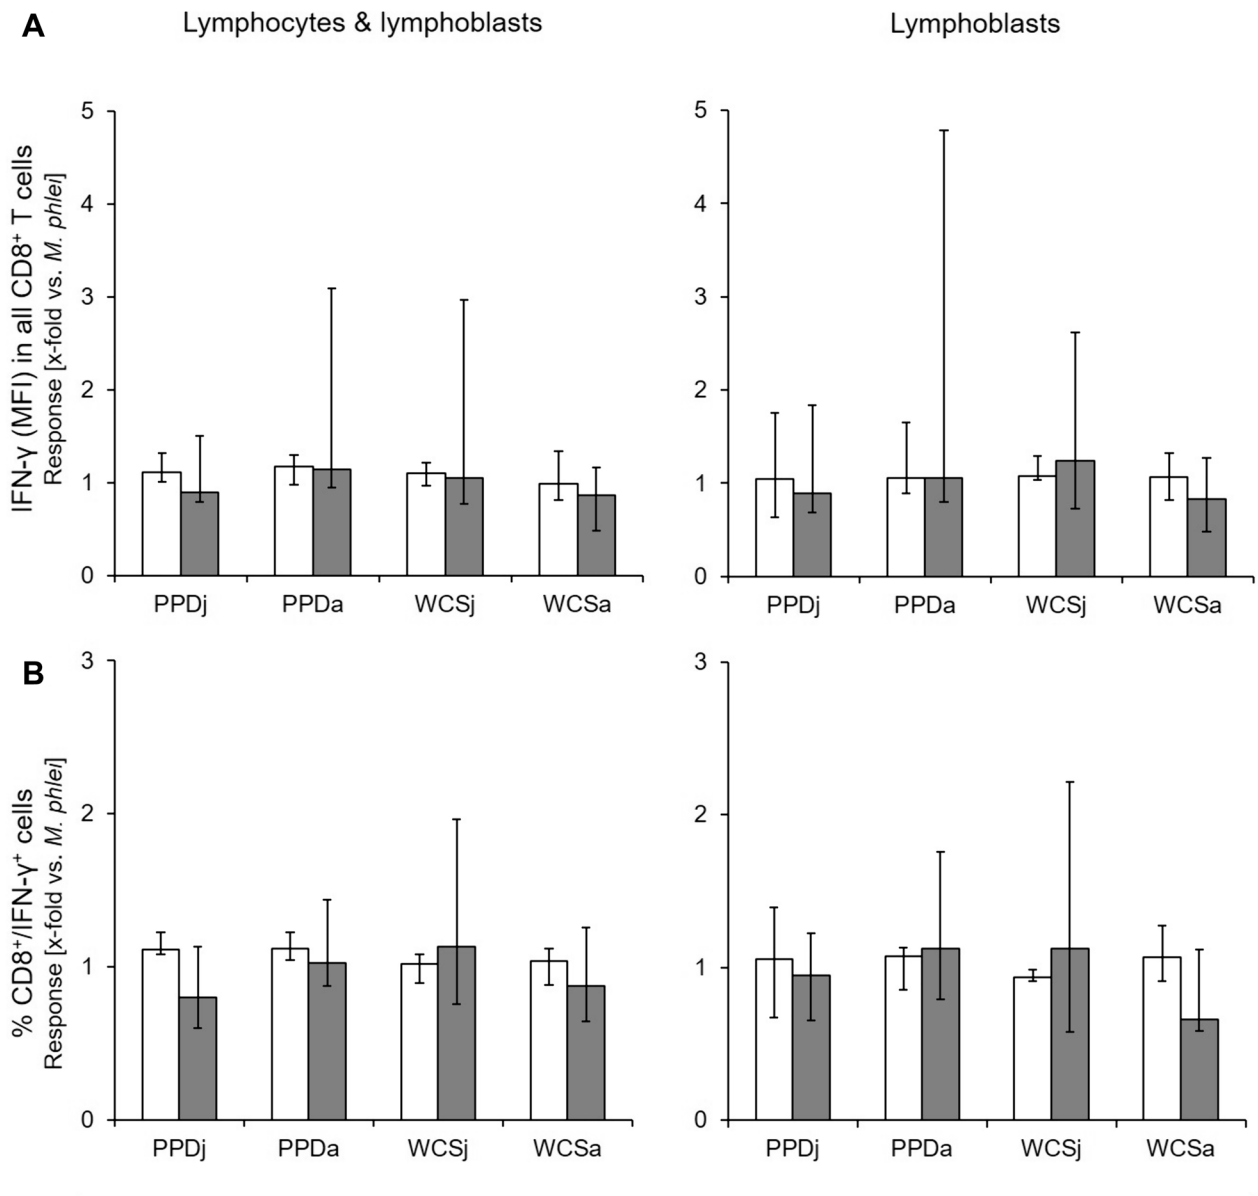 A
Lymphocytes & lymphoblasts
Lymphoblasts
IFN-γ (MFI) in all CD8⁺ T cells
Response [x-fold vs. M. phlei]
5
4
3
2
1
0
PPDj PPDa WCSj WCSa
5
4
3
2
1
0
PPDj PPDa WCSj WCSa
B
% CD8⁺/IFN-γ⁺ cells
Response [x-fold vs. M. phlei]
3
2
1
0
PPDj PPDa WCSj WCSa
3
2
1
0
PPDj PPDa WCSj WCSa